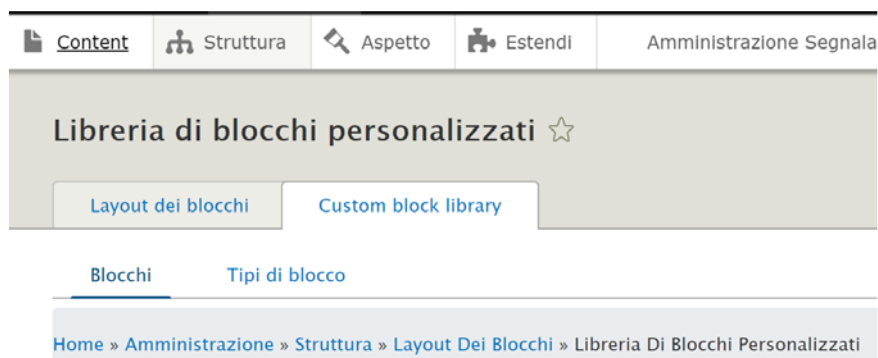 Content Struttura Aspetto Estendi Amministrazione Segnala
Libreria di blocchi personalizzati
Layout dei blocchi Custom block library
Blocchi Tipi di blocco
Home » Amministrazione » Struttura » Layout Dei Blocchi » Libreria Di Blocchi Personalizzati